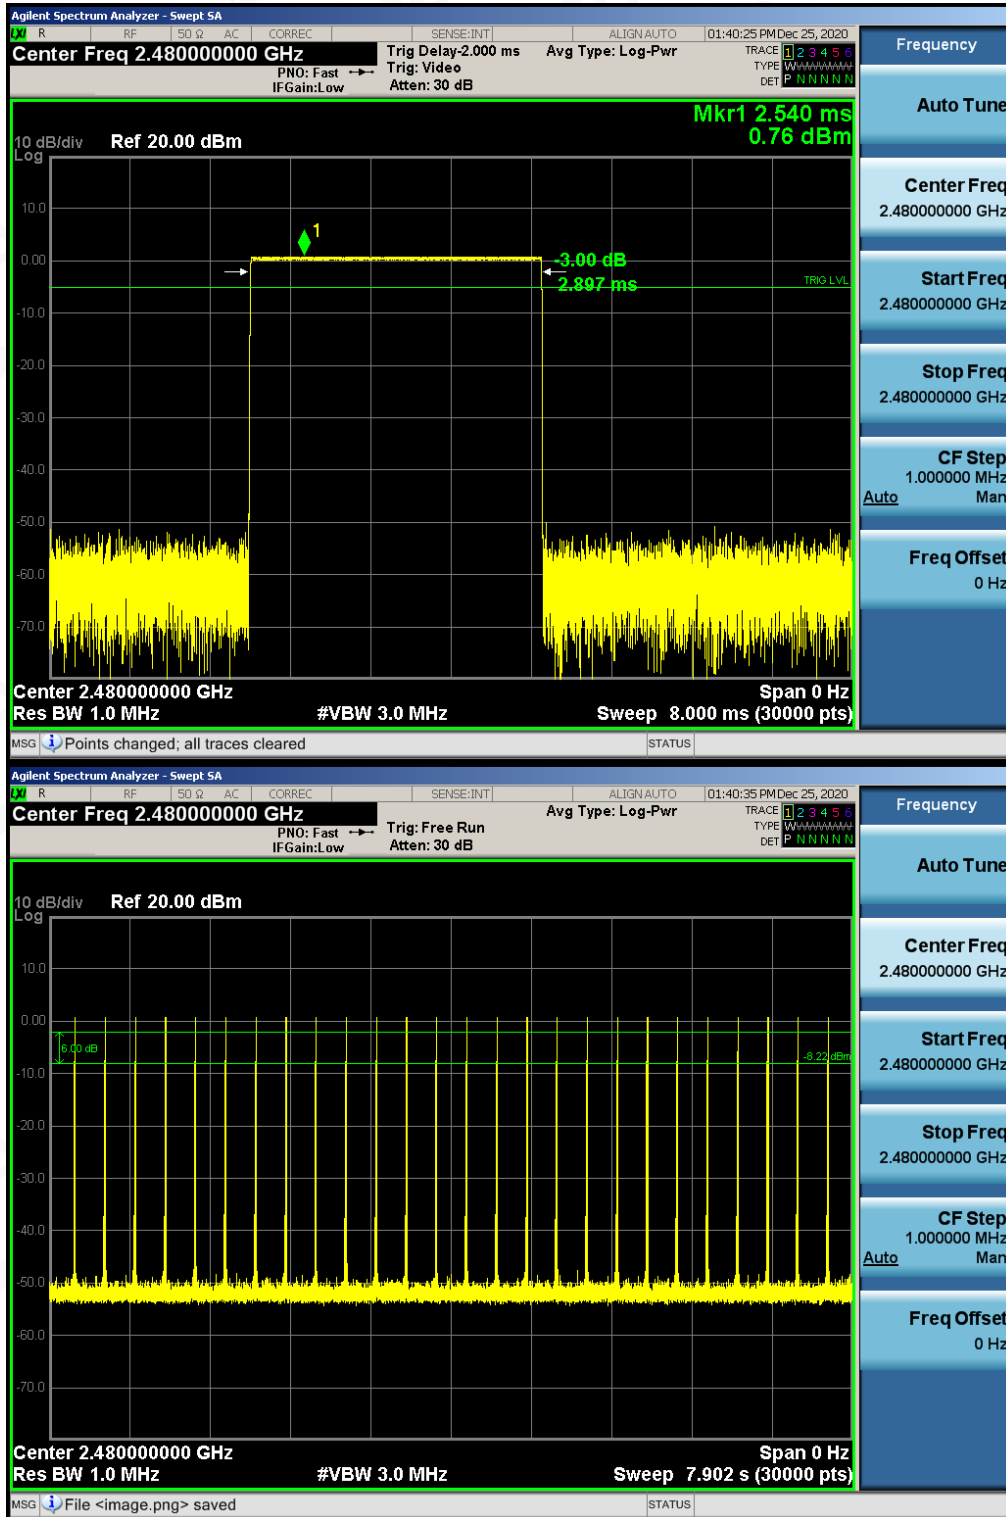 Agilent Spectrum Analyzer - Swept SA
LXI R RF 50 Ω AC CORREC SENSE:INT ALIGN AUTO 01:40:25 PM Dec 25, 2020
Center Freq 2.480000000 GHz
PNO: Fast
IFGain:Low
Trig Delay-2.000 ms
Trig: Video
Atten: 30 dB
Avg Type: Log-Pwr
TRACE 1 2 3 4 5 6
TYPE WWWWWW
DET P N N N N N
Mkr1 2.540 ms
0.76 dBm
10 dB/div
Log
Ref 20.00 dBm
10.0
1
0.00
-3.00 dB
2.897 ms
TRIG LVL
-10.0
-20.0
-30.0
-40.0
-50.0
-60.0
-70.0
Center 2.480000000 GHz
Span 0 Hz
Res BW 1.0 MHz
#VBW 3.0 MHz
Sweep 8.000 ms (30000 pts)
MSG Points changed; all traces cleared
STATUS
Frequency
Auto Tune
Center Freq
2.480000000 GHz
Start Freq
2.480000000 GHz
Stop Freq
2.480000000 GHz
CF Step
1.000000 MHz
Auto Man
Freq Offset
0 Hz
Agilent Spectrum Analyzer - Swept SA
LXI R RF 50 Ω AC CORREC SENSE:INT ALIGN AUTO 01:40:35 PM Dec 25, 2020
Center Freq 2.480000000 GHz
PNO: Fast
IFGain:Low
Trig: Free Run
Atten: 30 dB
Avg Type: Log-Pwr
TRACE 1 2 3 4 5 6
TYPE WWWWWW
DET P N N N N N
10 dB/div
Log
Ref 20.00 dBm
10.0
0.00
6.00 dB
-8.22 dBm
-10.0
-20.0
-30.0
-40.0
-50.0
-60.0
-70.0
Center 2.480000000 GHz
Span 0 Hz
Res BW 1.0 MHz
#VBW 3.0 MHz
Sweep 7.902 s (30000 pts)
MSG File <image.png> saved
STATUS
Frequency
Auto Tune
Center Freq
2.480000000 GHz
Start Freq
2.480000000 GHz
Stop Freq
2.480000000 GHz
CF Step
1.000000 MHz
Auto Man
Freq Offset
0 Hz